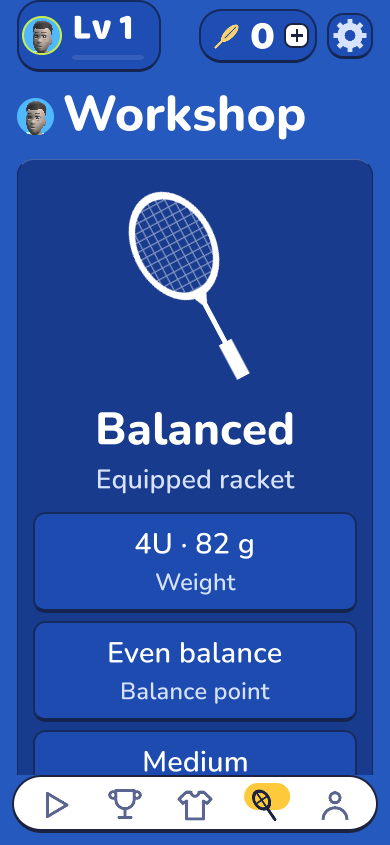 Lv 1
0
Workshop
Balanced
Equipped racket
4U · 82 g
Weight
Even balance
Balance point
Medium